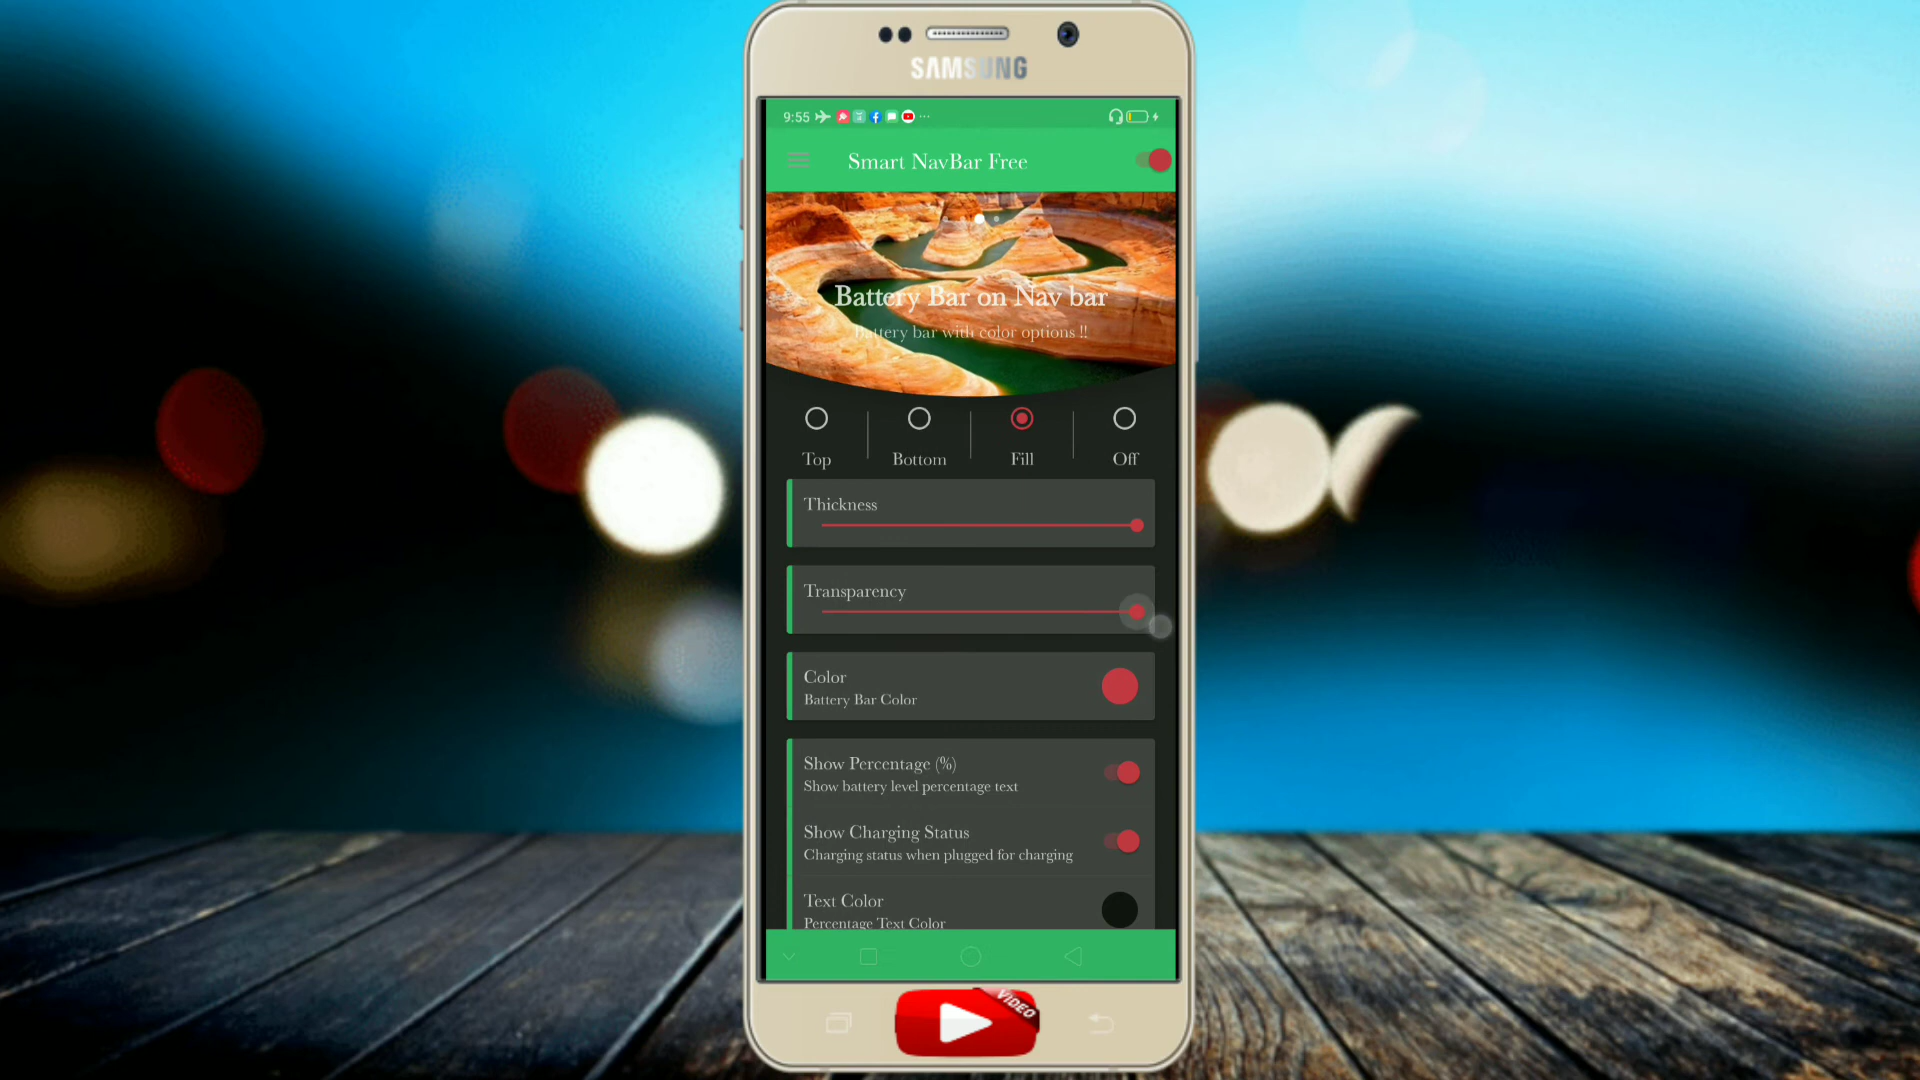 SAMSUNG
9:55
Smart NavBar Free
Battery Bar on Nav bar
Battery bar with color options !!
Top
Bottom
Fill
Off
Thickness
Transparency
Color
Battery Bar Color
Show Percentage (%)
Show battery level percentage text
Show Charging Status
Charging status when plugged for charging
Text Color
Percentage Text Color
VIDEO